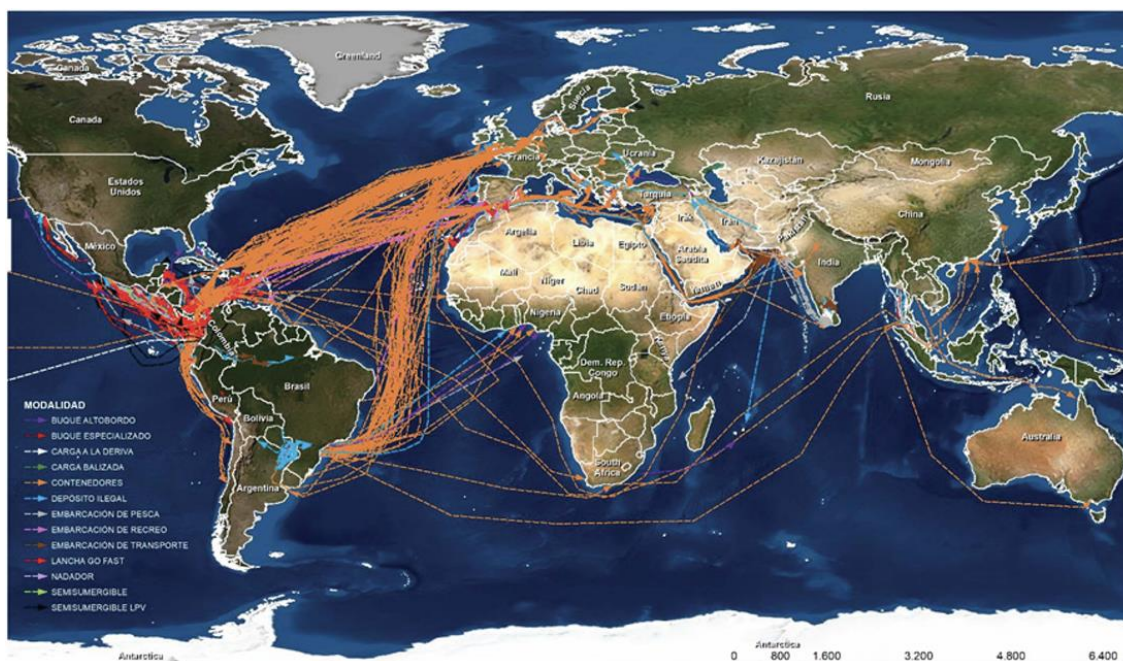 Greenland
Canada
Canada
Suecia
Rusia
Francia
Ucrania
Kazajistán
Mongolia
Estados
Unidos
Turquía
China
México
Argelia
Libia
Egipto
Irak
Irán
Pakistán
Arabia
Saudita
India
Mali
Niger
Chad
Sudán
Yemen
Nigeria
Etiopía
Colombia
Dem. Rep.
Congo
Kenya
Brasil
Perú
Angola
Bolivia
Australia
South
Africa
Argentina
MODALIDAD
BUQUE ALTOBORDO
BUQUE ESPECIALIZADO
CARGA A LA DERIVA
CARGA BALIZADA
CONTENEDORES
DEPÓSITO ILEGAL
EMBARCACIÓN DE PESCA
EMBARCACIÓN DE RECREO
EMBARCACIÓN DE TRANSPORTE
LANCHA GO FAST
NADADOR
SEMISUMERGIBLE
SEMISUMERGIBLE LPV
Antarctica
Antarctica
0 800 1.600 3.200 4.800 6.400